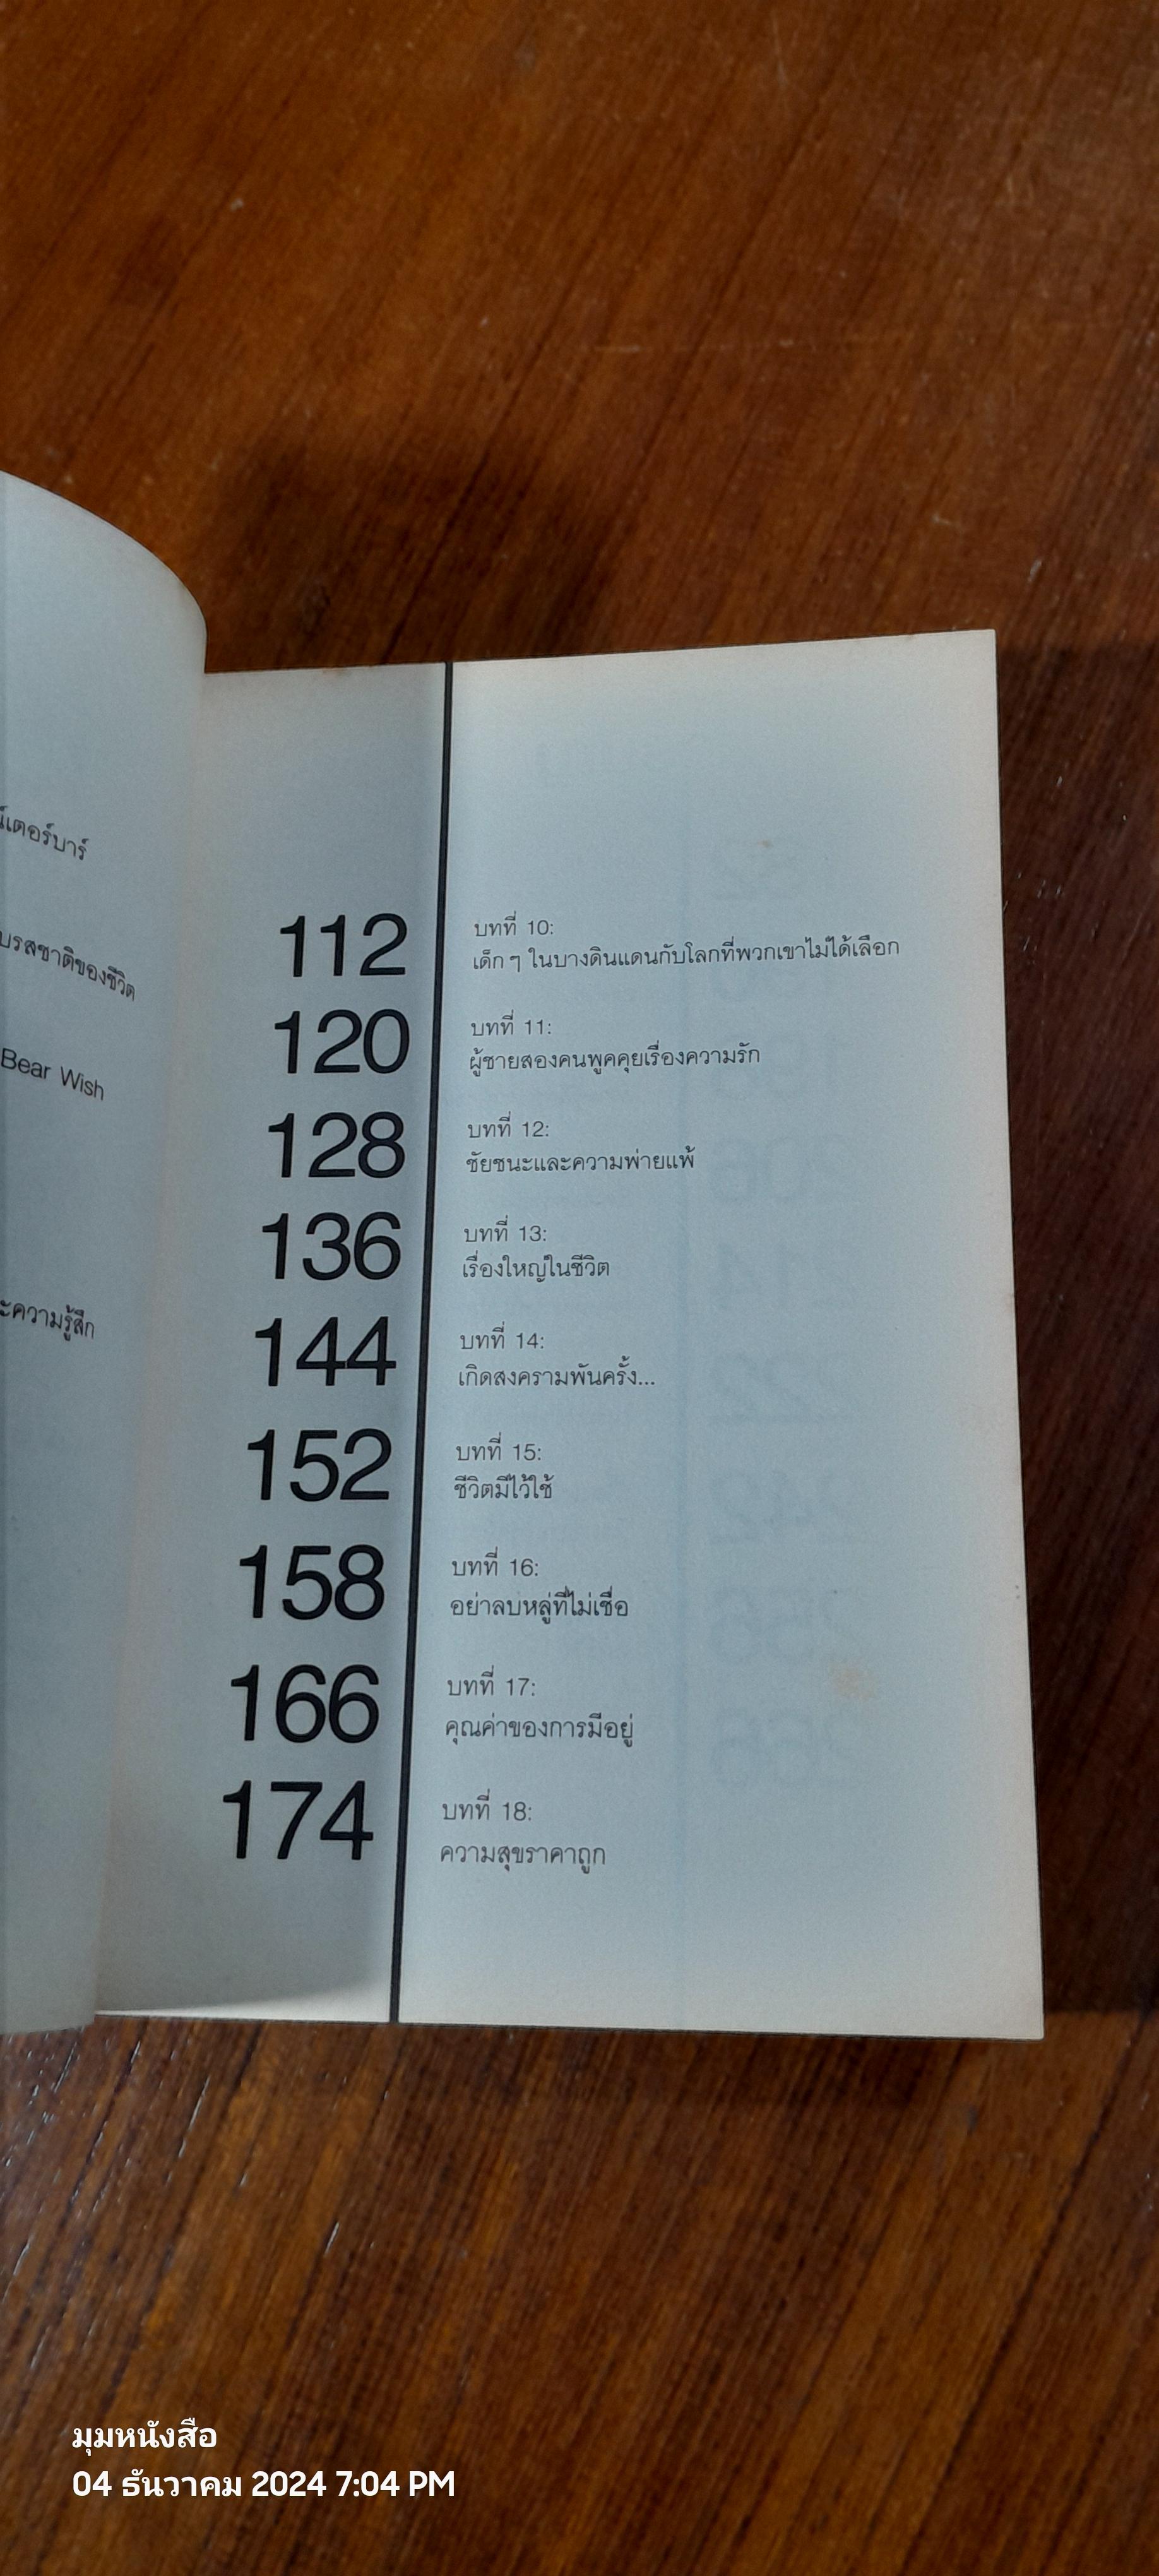 นี้เตอร์บาร์
บรสชาติของชีวิต
Bear Wish
ะความรู้สึก
112
บทที่ 10:
เด็ก ๆ ในบางดินแดนกับโลกที่พวกเขาไม่ได้เลือก
120
บทที่ 11:
ผู้ชายสองคนพูดคุยเรื่องความรัก
128
บทที่ 12:
ชัยชนะและความพ่ายแพ้
136
บทที่ 13:
เรื่องใหญ่ในชีวิต
144
บทที่ 14:
เกิดสงครามพันครั้ง...
152
บทที่ 15:
ชีวิตมีไว้ใช้
158
บทที่ 16:
อย่าลบหลู่ที่ไม่เชื่อ
166
บทที่ 17:
คุณค่าของการมีอยู่
174
บทที่ 18:
ความสุขราคาถูก
มุมหนังสือ
04 ธันวาคม 2024 7:04 PM